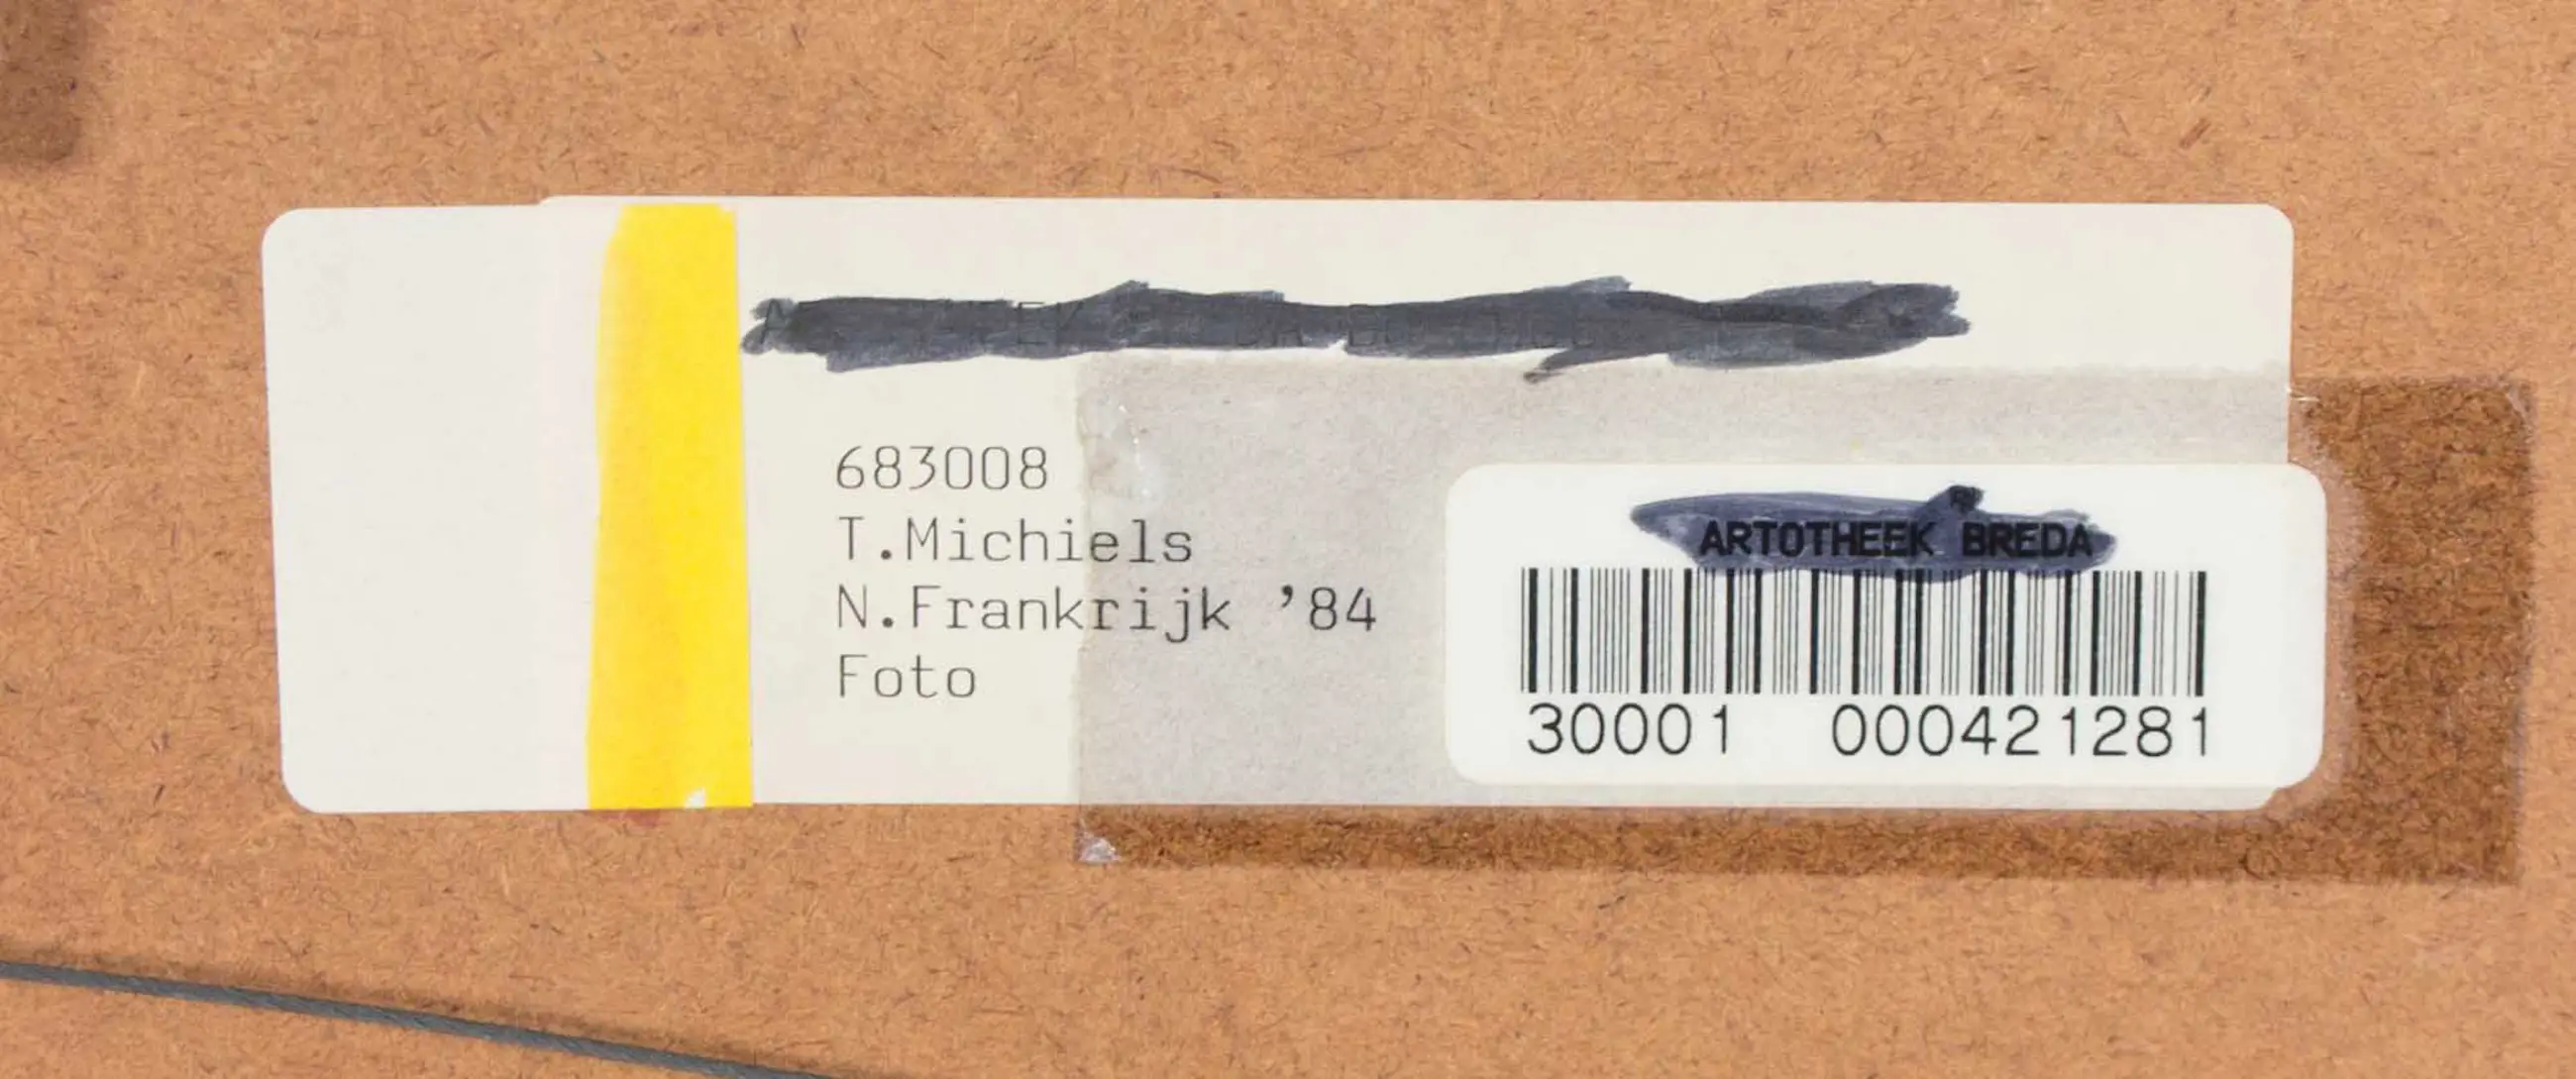 683008
T.Michiels
N.Frankrijk ’84
Foto
ARTOTHEEK BREDA
30001 000421281